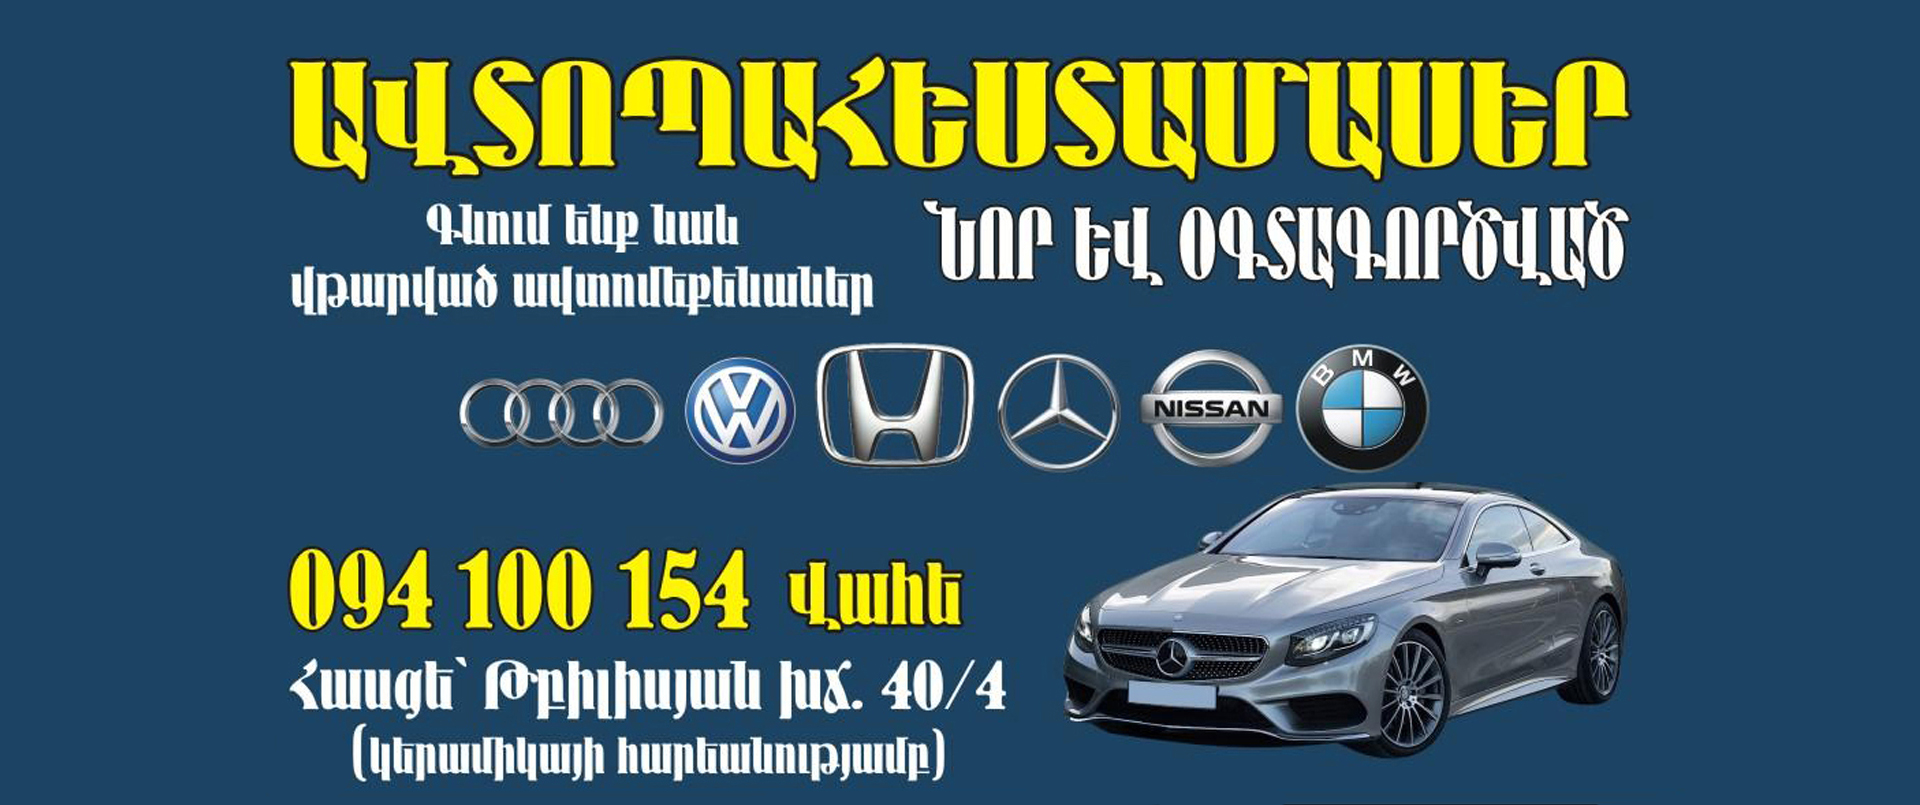 ԱՎՏՈՊԱՀԵՍՏԱՄԱՍԵՐ
Գնում ենք նաև
վթարված ավտոմեքենաներ
ՆՈՐ ԵՎ ՕԳՏԱԳՈՐԾՎԱԾ
NISSAN
BMW
094 100 154 Վահե
Հասցե՝ Թբիլիսյան խճ. 40/4
(կերամիկայի հարևանությամբ)